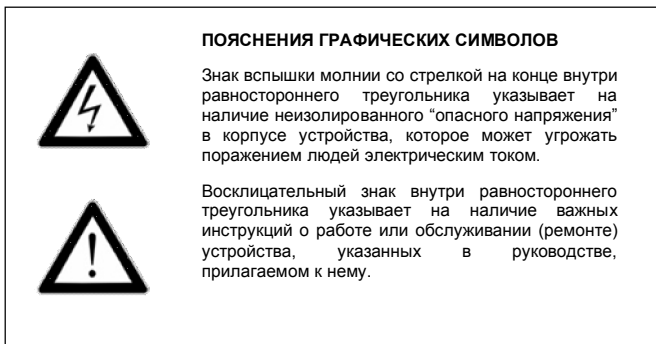 ПОЯСНЕНИЯ ГРАФИЧЕСКИХ СИМВОЛОВ
Знак вспышки молнии со стрелкой на конце внутри
равностороннего треугольника указывает на
наличие неизолированного “опасного напряжения”
в корпусе устройства, которое может угрожать
поражением людей электрическим током.
Восклицательный знак внутри равностороннего
треугольника указывает на наличие важных
инструкций о работе или обслуживании (ремонте)
устройства, указанных в руководстве,
прилагаемом к нему.